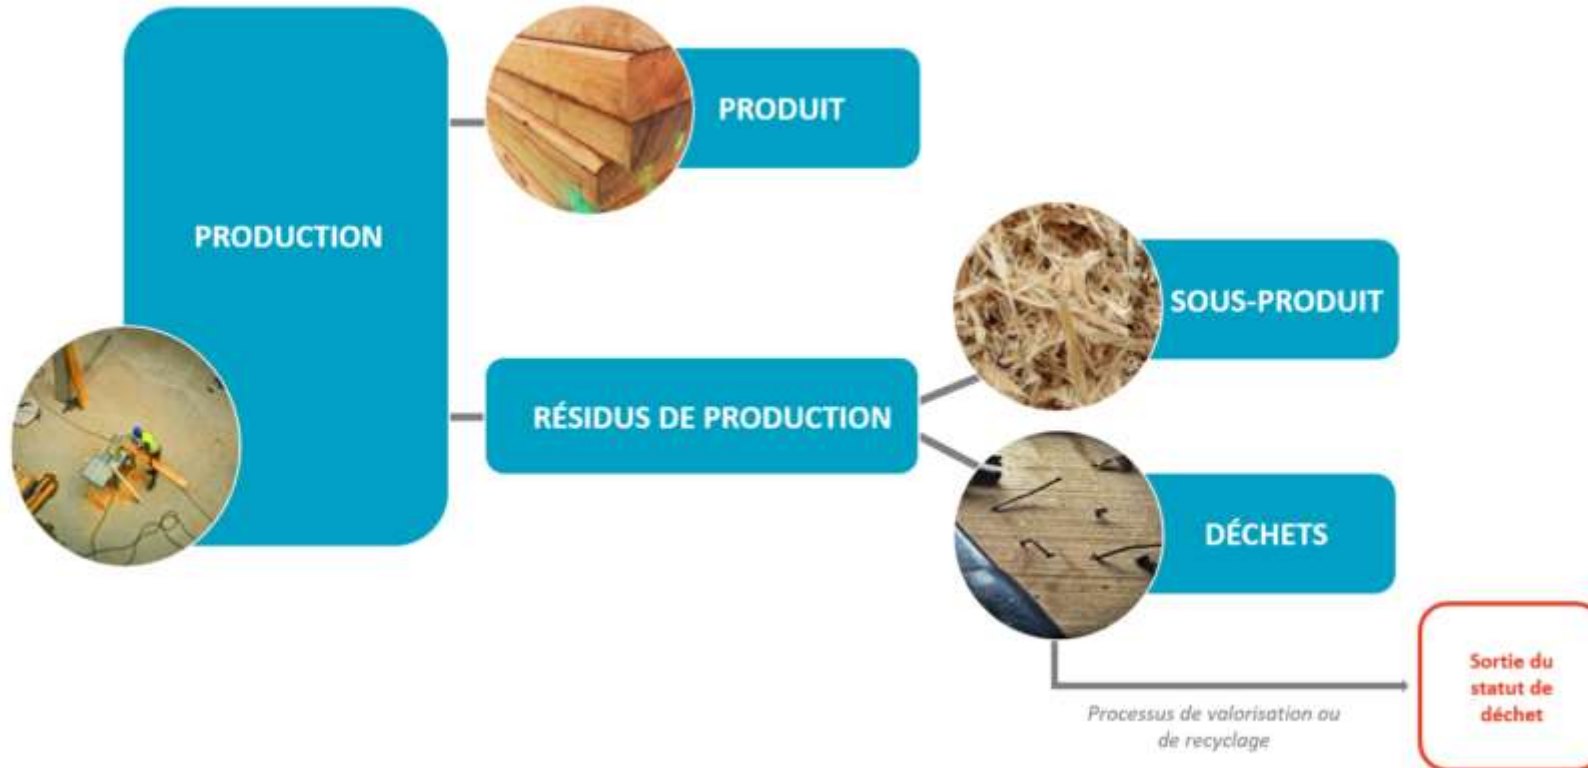 PRODUIT
PRODUCTION
SOUS-PRODUIT
RÉSIDUS DE PRODUCTION
DÉCHETS
Sortie du
statut de
déchet
Processus de valorisation ou
de recyclage